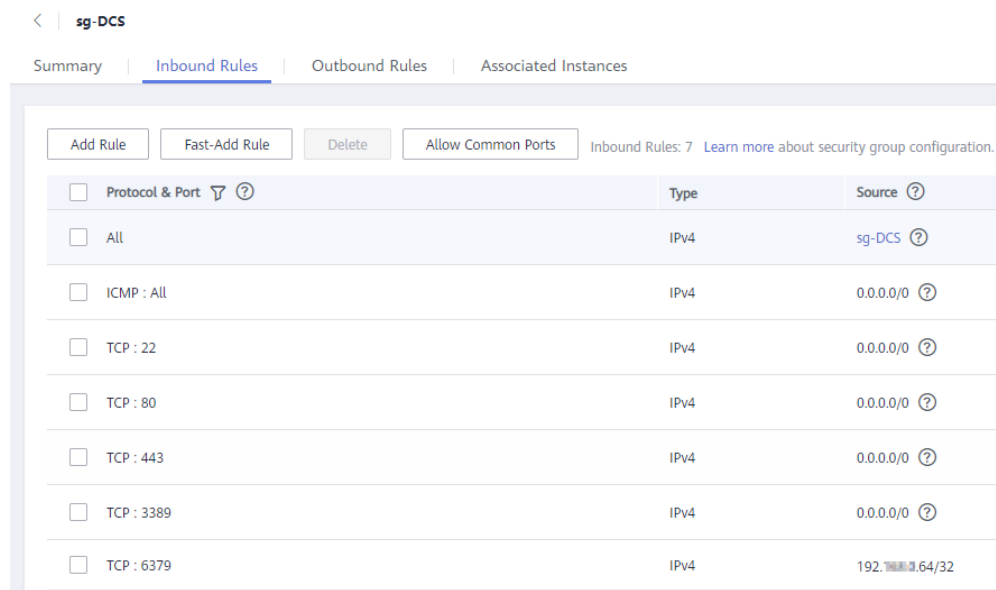 sg-DCS
Summary Inbound Rules Outbound Rules Associated Instances
Add Rule Fast-Add Rule Delete Allow Common Ports Inbound Rules: 7 Learn more about security group configuration.
Protocol & Port Type Source
All IPv4 sg-DCS
ICMP : All IPv4 0.0.0.0/0
TCP : 22 IPv4 0.0.0.0/0
TCP : 80 IPv4 0.0.0.0/0
TCP : 443 IPv4 0.0.0.0/0
TCP : 3389 IPv4 0.0.0.0/0
TCP : 6379 IPv4 192. .64/32